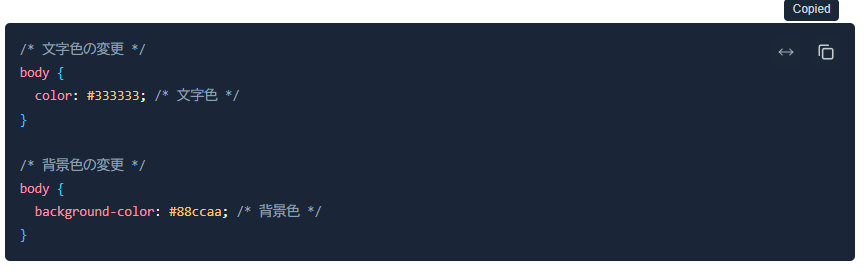 Copied
/* 文字色の変更 */
body {
  color: #333333; /* 文字色 */
}
/* 背景色の変更 */
body {
  background-color: #88ccaa; /* 背景色 */
}